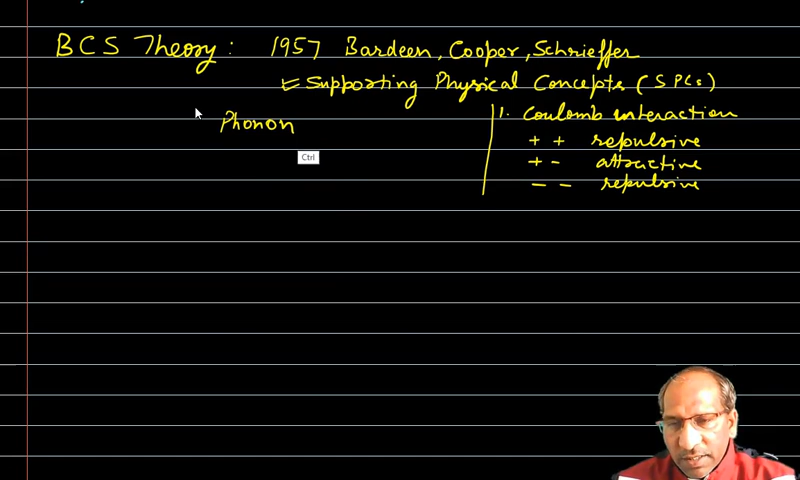 BCS Theory : 1957 Bardeen, Cooper, Schrieffer
Supporting Physical Concepts (SPCs)
1. Coulomb interaction
Phonon
+ + repulsive
+ - attractive
- - repulsive
Ctrl